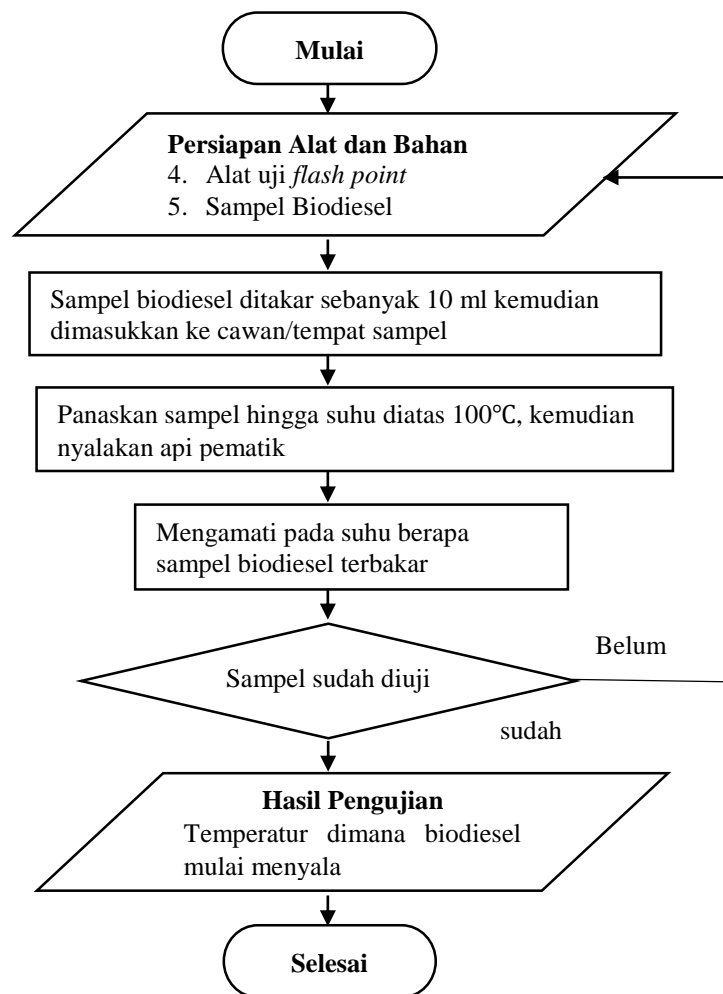 Mulai
Persiapan Alat dan Bahan
4. Alat uji flash point
5. Sampel Biodiesel
Sampel biodiesel ditakar sebanyak 10 ml kemudian
dimasukkan ke cawan/tempat sampel
Panaskan sampel hingga suhu diatas 100°C, kemudian
nyalakan api pematik
Mengamati pada suhu berapa
sampel biodiesel terbakar
Belum
Sampel sudah diuji
sudah
Hasil Pengujian
Temperatur dimana biodiesel
mulai menyala
Selesai